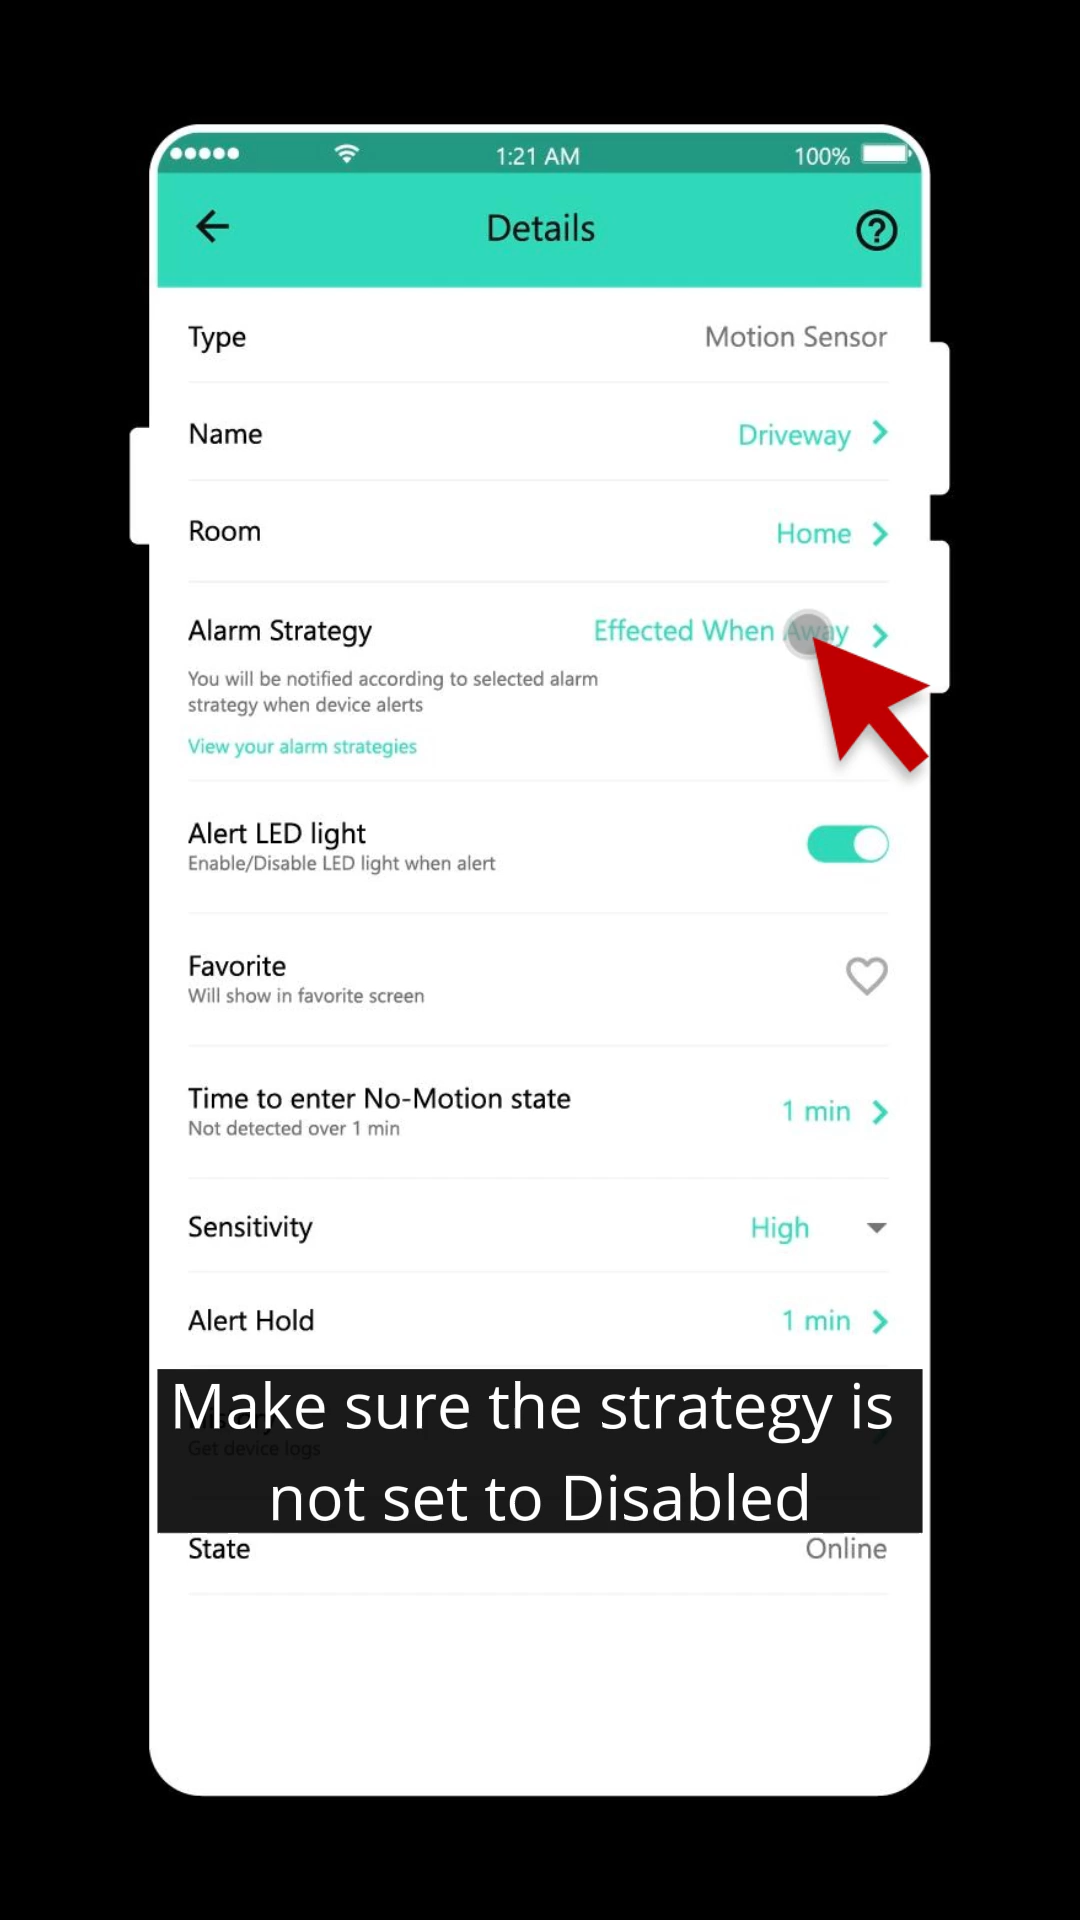 1:21 AM 100%
Details
Type Motion Sensor
Name Driveway
Room Home
Alarm Strategy Effected When Away
You will be notified according to selected alarm
strategy when device alerts
View your alarm strategies
Alert LED light
Enable/Disable LED light when alert
Favorite
Will show in favorite screen
Time to enter No-Motion state 1 min
Not detected over 1 min
Sensitivity High
Alert Hold 1 min
Make sure the strategy is
Get device logs
not set to Disabled
State Online